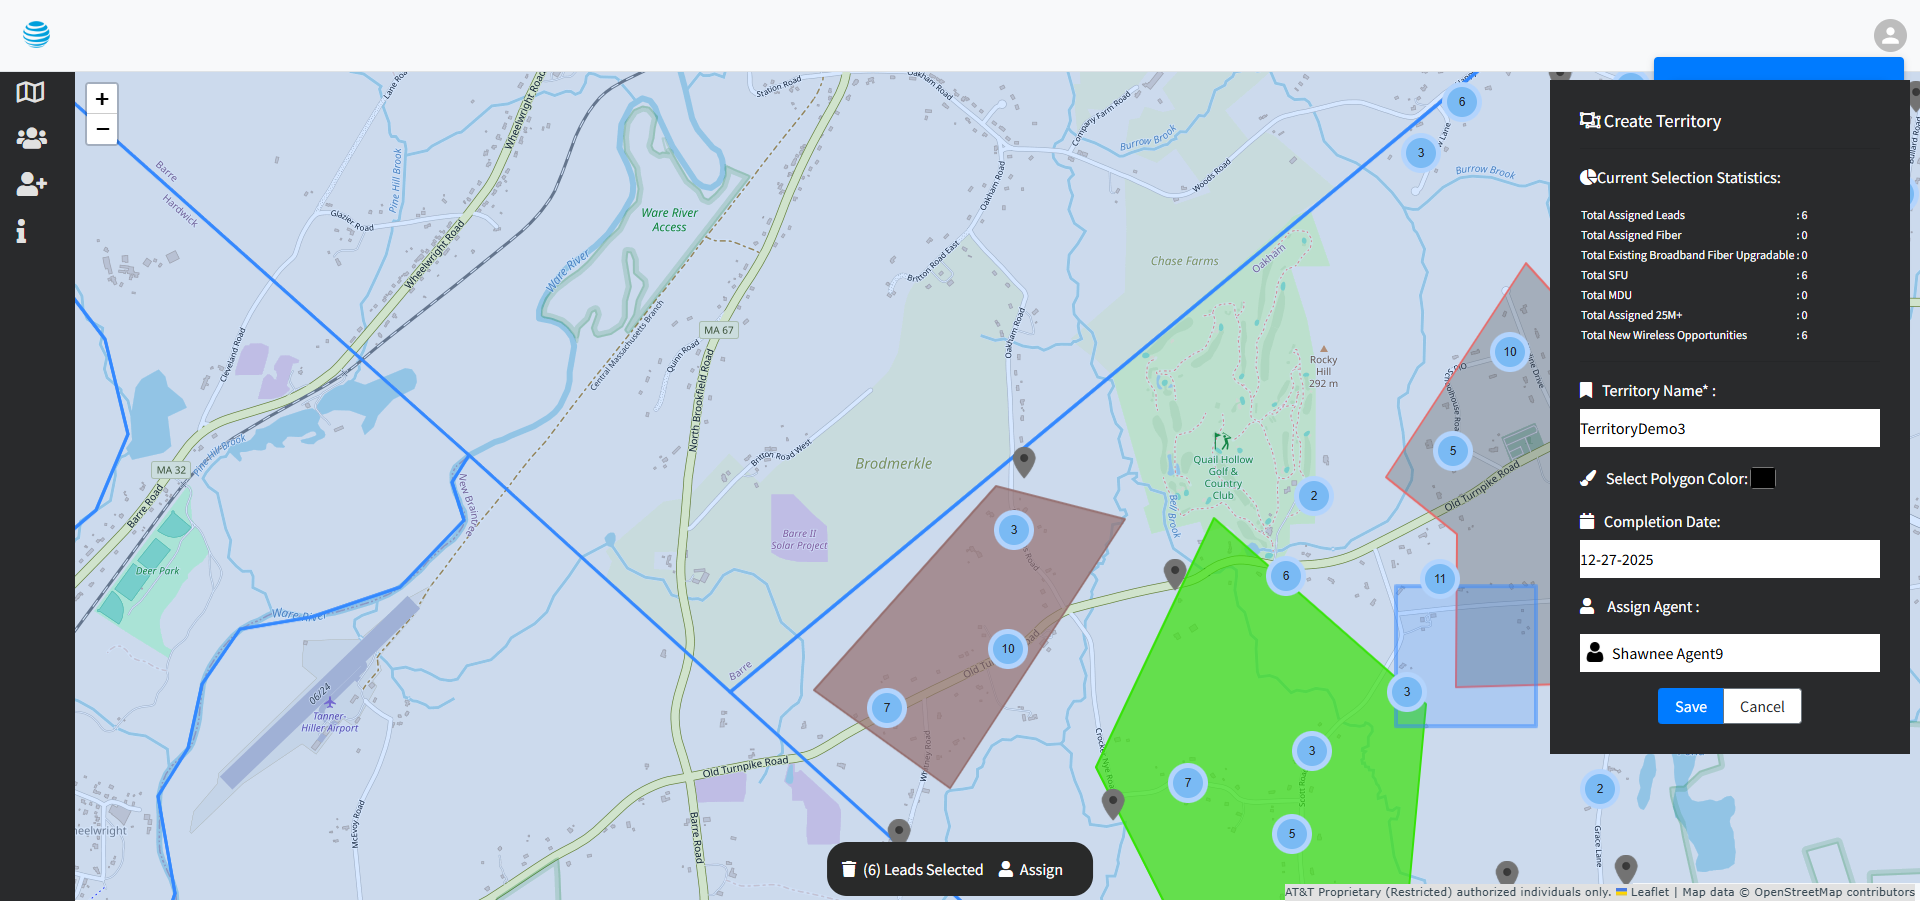 +
−
Create Territory
Current Selection Statistics:
Total Assigned Leads : 6
Total Assigned Fiber : 0
Total Existing Broadband Fiber Upgradable : 0
Total SFU : 6
Total MDU : 0
Total Assigned 25M+ : 0
Total New Wireless Opportunities : 6
Territory Name* :
TerritoryDemo3
Select Polygon Color:
Completion Date:
12-27-2025
Assign Agent :
Shawnee Agent9
Save Cancel
Station Road
Oakham Road
Company Farm Road
Burrow Brook
Burrow Brook
Woods Road
Wheelwright Road
Wheelwright Road
Pine Hill Brook
Barre
Hardwick
Glazier Road
Ware River
Access
Ware River
Oakham Road
Britton Road East
Chase Farms
Oakham
6
3
MA 67
Central Massachusetts Branch
Quinn Road
Cleveland Road
North Brookfield Road
Oakham Road
Rocky
Hill
292 m
10
5
MA 32
Pine Hill Brook
Barre Road
Britton Road West
Brodmerkle
Quail Hollow
Golf &
Country
Club
Bell Brook
2
Old Turnpike Road
New Braintree
Barre II
Solar Project
3
Deer Park
6
11
Ware River
10
Barre
06/24
Tanner-
Hiller Airport
7
3
Old Turnpike Road
3
7
5
2
McEvoy Road
Barre Road
Whitney Road
Scott Road
Grace Lane
(6) Leads Selected Assign
AT&T Proprietary (Restricted) authorized individuals only. Leaflet | Map data © OpenStreetMap contributors